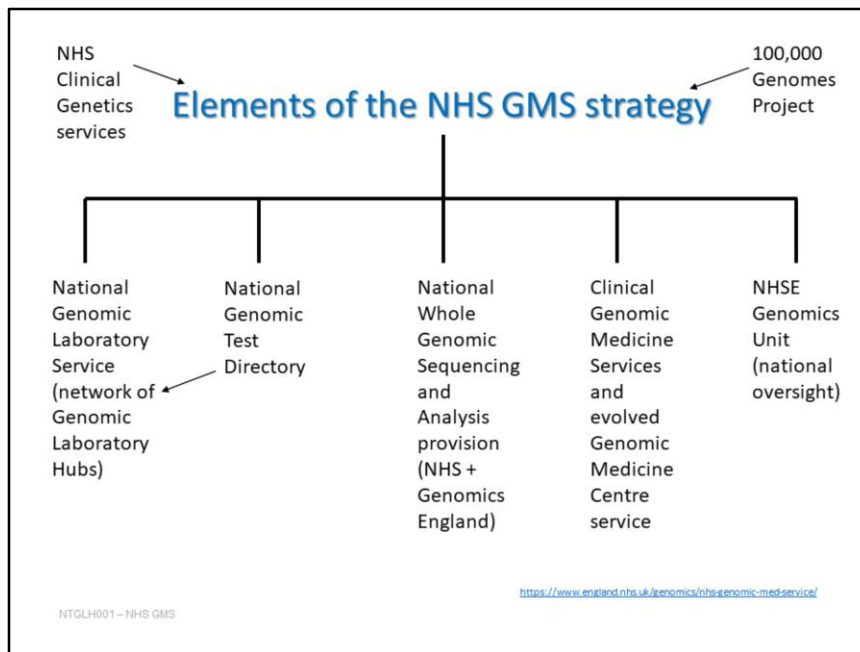 NHS
Clinical
Genetics
services
100,000
Genomes
Project
Elements of the NHS GMS strategy
National
Genomic
Laboratory
Service
(network of
Genomic
Laboratory
Hubs)
National
Genomic
Test
Directory
National
Whole
Genomic
Sequencing
and
Analysis
provision
(NHS +
Genomics
England)
Clinical
Genomic
Medicine
Services
and
evolved
Genomic
Medicine
Centre
service
NHSE
Genomics
Unit
(national
oversight)
https://www.england.nhs.uk/genomics/nhs-genomic-med-service/
NTGLH001 – NHS GMS